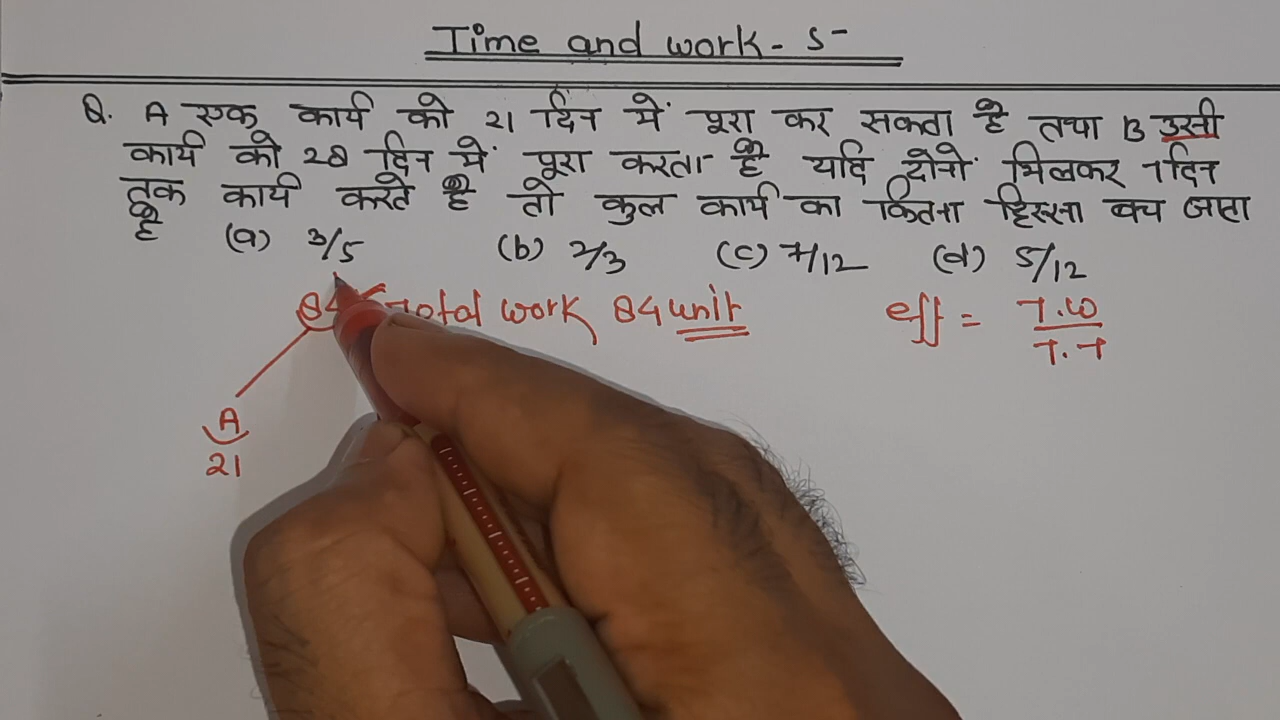 Time and work - 5
Q. A एक कार्य को 21 दिन में पूरा कर सकता है तथा B उसी
कार्य को 28 दिन में पूरा करता है यदि दोनो मिलकर 7 दिन
तक कार्य करते है तो कुल कार्य का कितना हिस्सा बच जाता
है (a) 3/5 (b) 2/3 (c) 7/12 (d) 5/12
84 Total work 84 unit eff = T.W / T.T
A
21